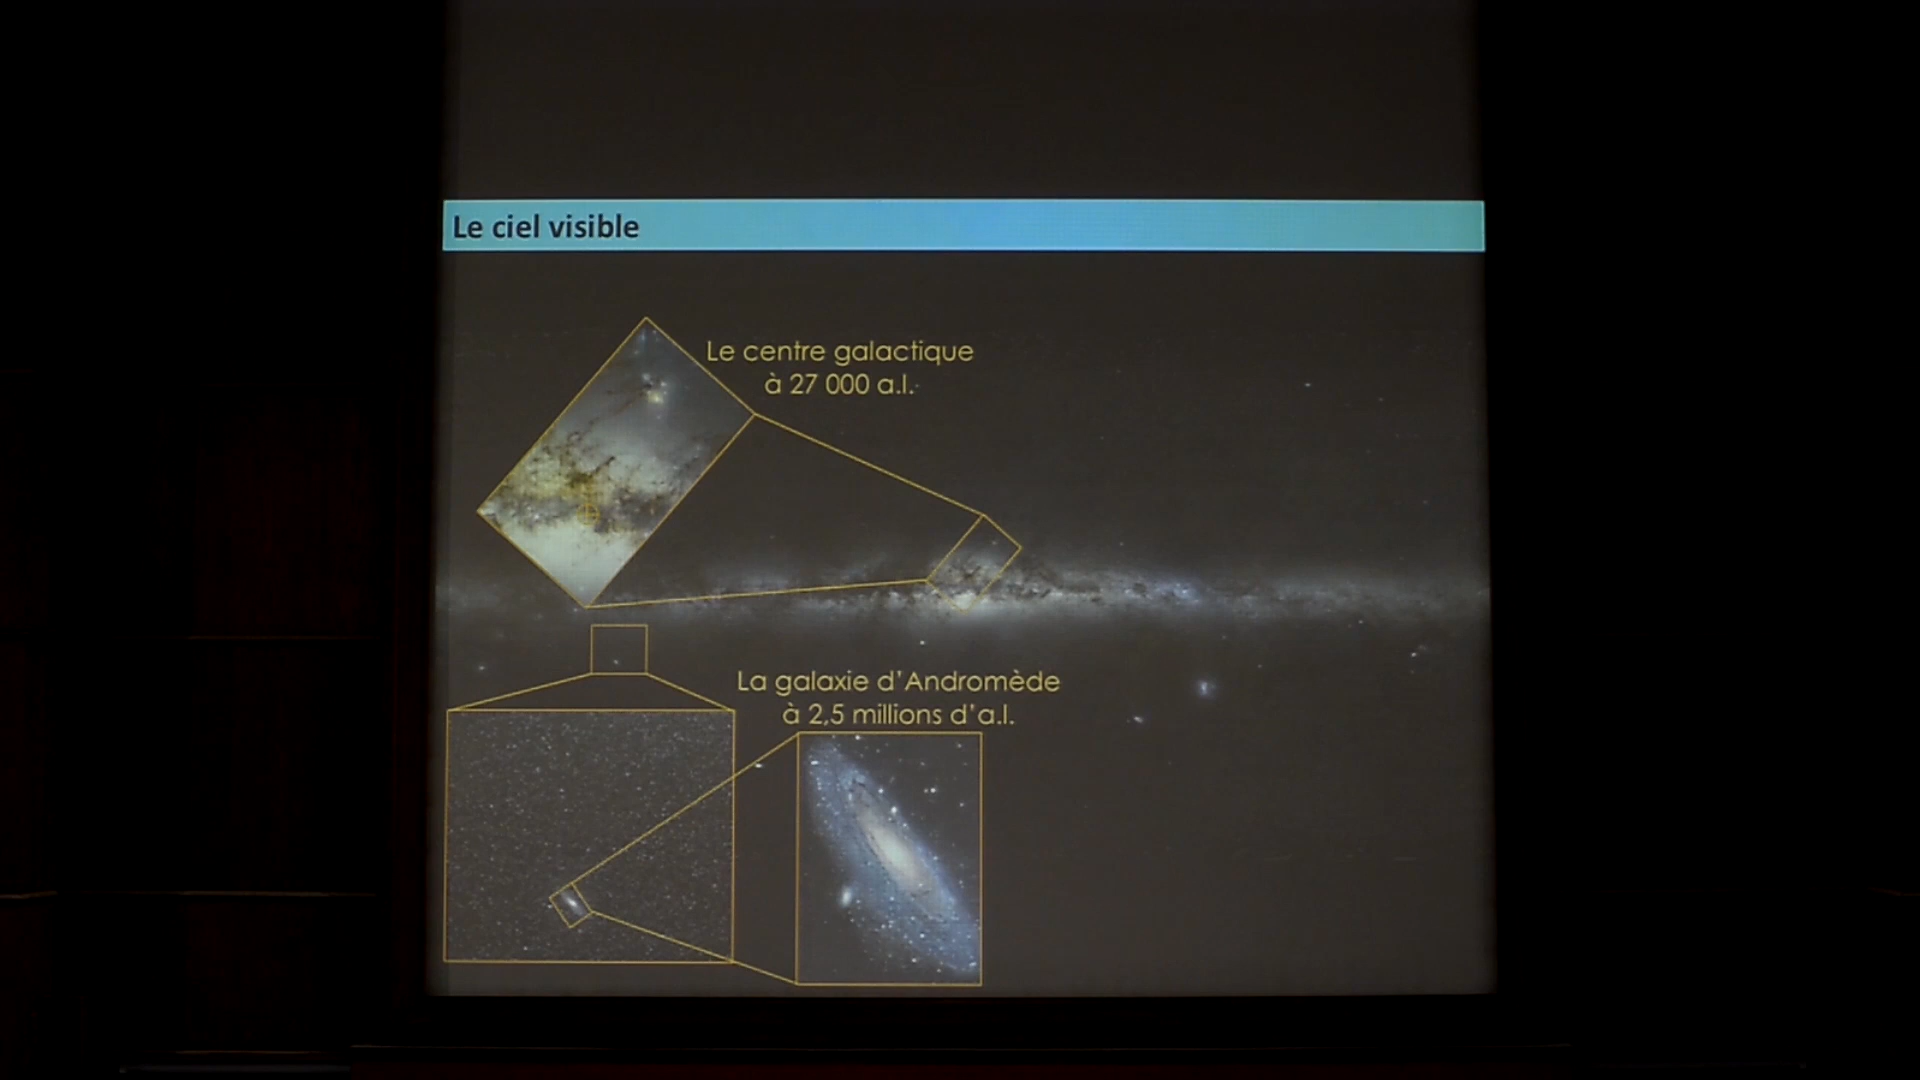 Le ciel visible
Le centre galactique
à 27 000 a.l.
La galaxie d'Andromède
à 2,5 millions d'a.l.